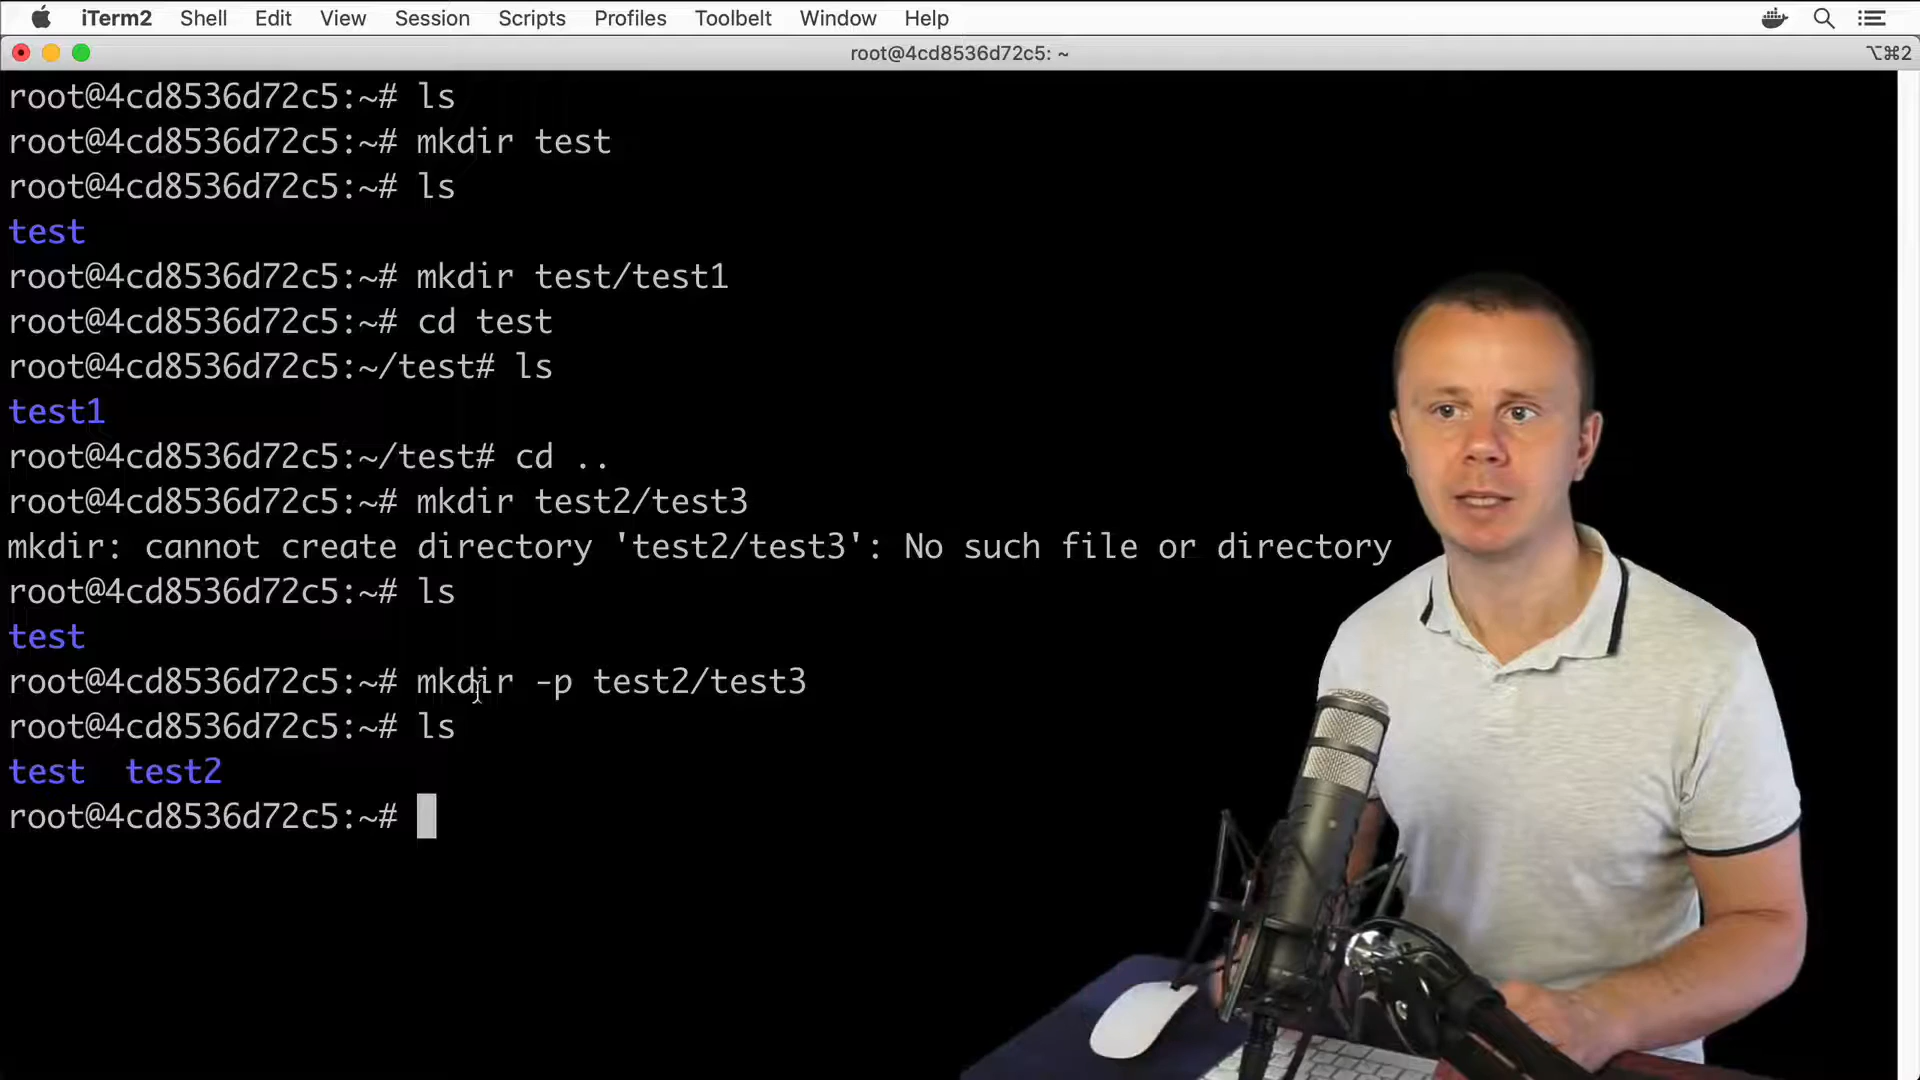 iTerm2 Shell Edit View Session Scripts Profiles Toolbelt Window Help
root@4cd8536d72c5: ~ ⌥⌘2
root@4cd8536d72c5:~# ls
root@4cd8536d72c5:~# mkdir test
root@4cd8536d72c5:~# ls
test
root@4cd8536d72c5:~# mkdir test/test1
root@4cd8536d72c5:~# cd test
root@4cd8536d72c5:~/test# ls
test1
root@4cd8536d72c5:~/test# cd ..
root@4cd8536d72c5:~# mkdir test2/test3
mkdir: cannot create directory 'test2/test3': No such file or directory
root@4cd8536d72c5:~# ls
test
root@4cd8536d72c5:~# mkdir -p test2/test3
root@4cd8536d72c5:~# ls
test  test2
root@4cd8536d72c5:~#